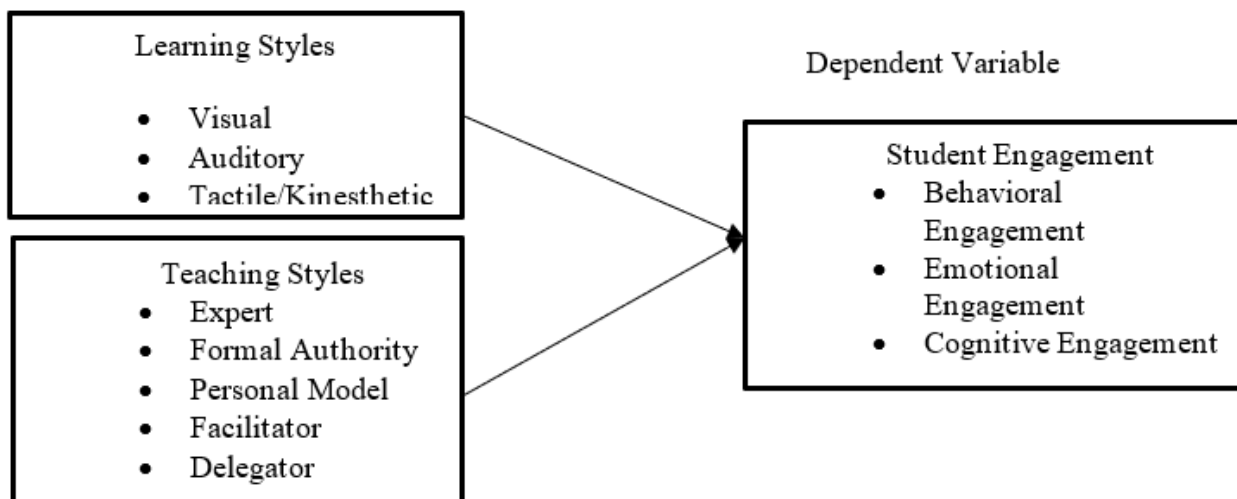 Learning Styles
• Visual
• Auditory
• Tactile/Kinesthetic
Teaching Styles
• Expert
• Formal Authority
• Personal Model
• Facilitator
• Delegator
Dependent Variable
Student Engagement
• Behavioral
Engagement
• Emotional
Engagement
• Cognitive Engagement